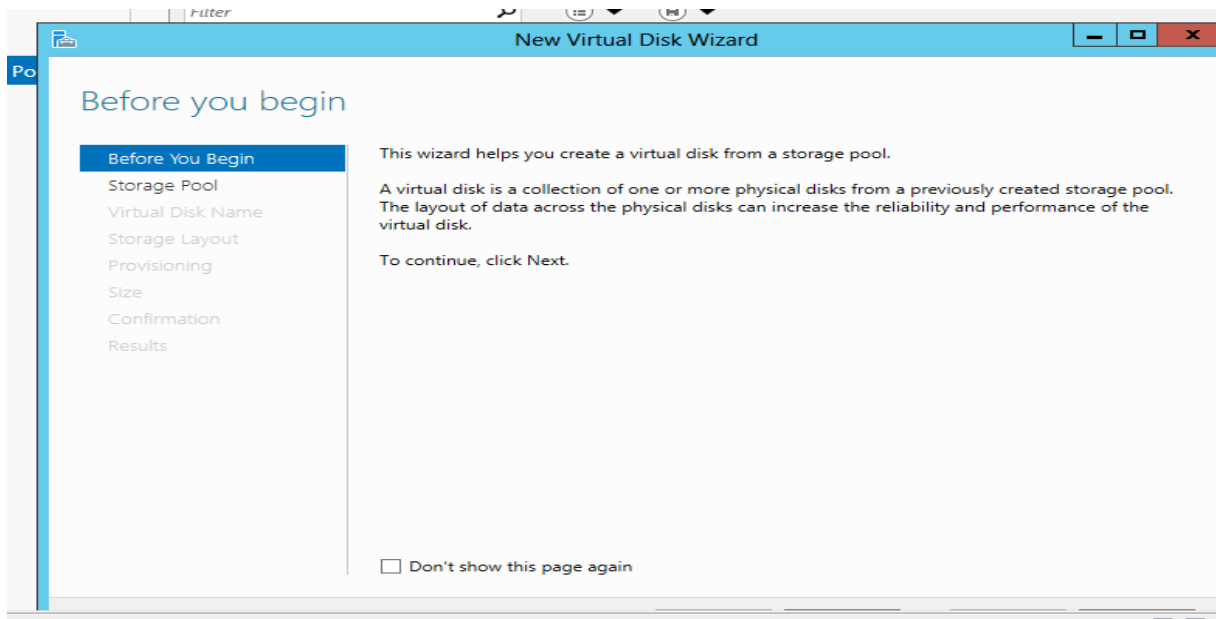 Filter
New Virtual Disk Wizard
Po
Before you begin
Before You Begin
Storage Pool
Virtual Disk Name
Storage Layout
Provisioning
Size
Confirmation
Results
This wizard helps you create a virtual disk from a storage pool.
A virtual disk is a collection of one or more physical disks from a previously created storage pool.
The layout of data across the physical disks can increase the reliability and performance of the
virtual disk.
To continue, click Next.
Don't show this page again